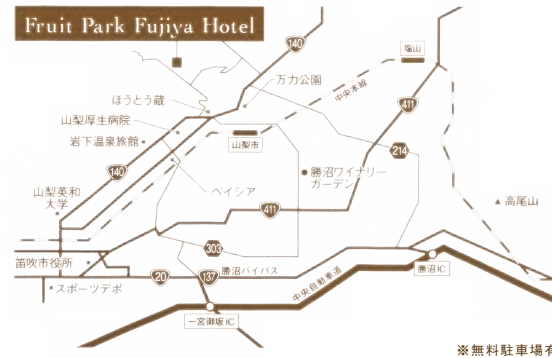 Fruit Park Fujiya Hotel
140
塩山
万力公園
中央本線
ほうとう蔵
411
山梨厚生病院
山梨市
岩下温泉旅館
214
140
勝沼ワイナリー
ガーデン
ペイシア
山梨英和
大学
高尾山
411
303
笛吹市役所
20
137
勝沼バイパス
勝沼IC
スポーツデポ
中央自動車道
一宮御坂IC
※無料駐車場有